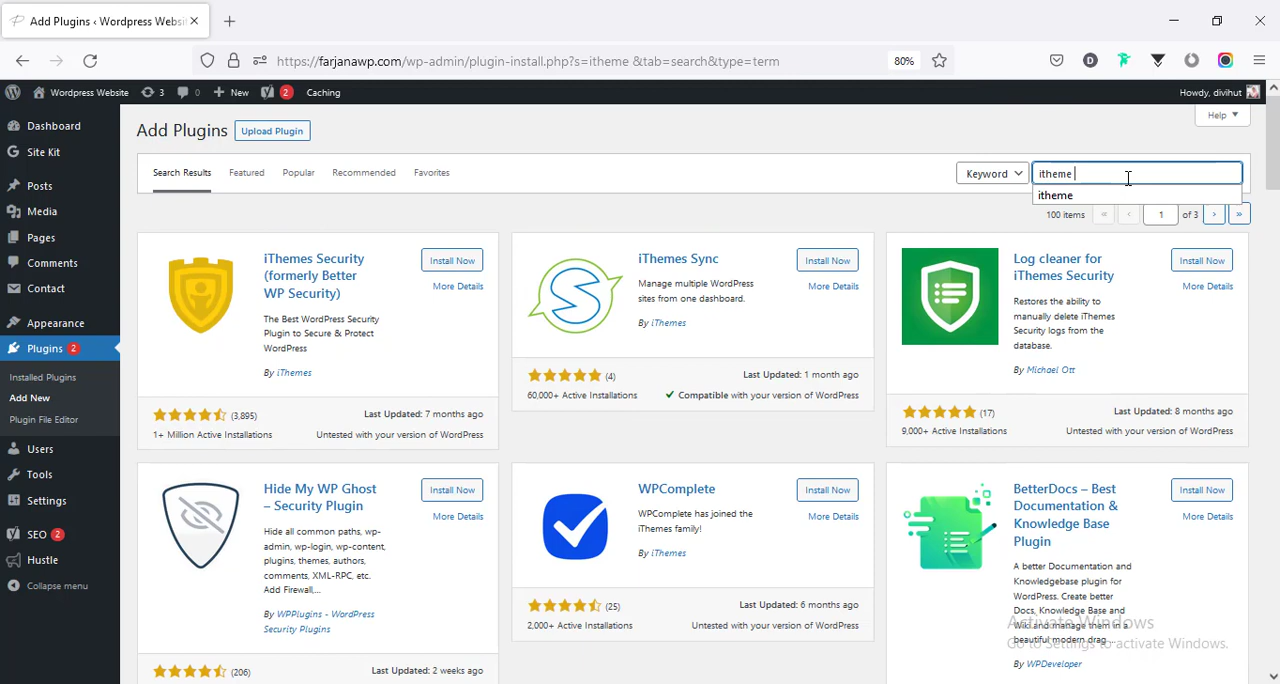 Add Plugins ‹ Wordpress Websi
https://farjanawp.com/wpadmin/plugin-install.php?s=itheme &tab=search&type=term
80%
D
Wordpress Website
3
0
New
2
Caching
Howdy, divihut
Dashboard
Site Kit
Posts
Media
Pages
Comments
Contact
Appearance
Plugins 2
Installed Plugins
Add New
Plugin File Editor
Users
Tools
Settings
SEO 2
Hustle
Collapse menu
Help
Add Plugins
Upload Plugin
Search Results
Featured
Popular
Recommended
Favorites
Keyword
itheme
itheme
100 items
«
‹
1
of 3
›
»
iThemes Security
(formerly Better
WP Security)
Install Now
More Details
The Best WordPress Security
Plugin to Secure & Protect
WordPress
By iThemes
(3,895)
Last Updated: 7 months ago
1+ Million Active Installations
Untested with your version of WordPress
iThemes Sync
Install Now
More Details
Manage multiple WordPress
sites from one dashboard.
By iThemes
(4)
Last Updated: 1 month ago
60,000+ Active Installations
Compatible with your version of WordPress
Log cleaner for
iThemes Security
Install Now
More Details
Restores the ability to
manually delete iThemes
Security logs from the
database.
By Michael Ott
(17)
Last Updated: 8 months ago
9,000+ Active Installations
Untested with your version of WordPress
Hide My WP Ghost
– Security Plugin
Install Now
More Details
Hide all common paths, wp-
admin, wp-login, wp-content,
plugins, themes, authors,
comments, XML-RPC, etc.
Add Firewall,...
By WPPlugins - WordPress
Security Plugins
(206)
Last Updated: 2 weeks ago
WPComplete
Install Now
More Details
WPComplete has joined the
iThemes family!
By iThemes
(25)
Last Updated: 6 months ago
2,000+ Active Installations
Untested with your version of WordPress
BetterDocs – Best
Documentation &
Knowledge Base
Plugin
Install Now
More Details
A better Documentation and
Knowledgebase plugin for
WordPress. Create better
Docs, Knowledge Base and
Wiki and manage them in a
beautiful modern drag...
By WPDeveloper
Activate Windows
Go to Settings to activate Windows.